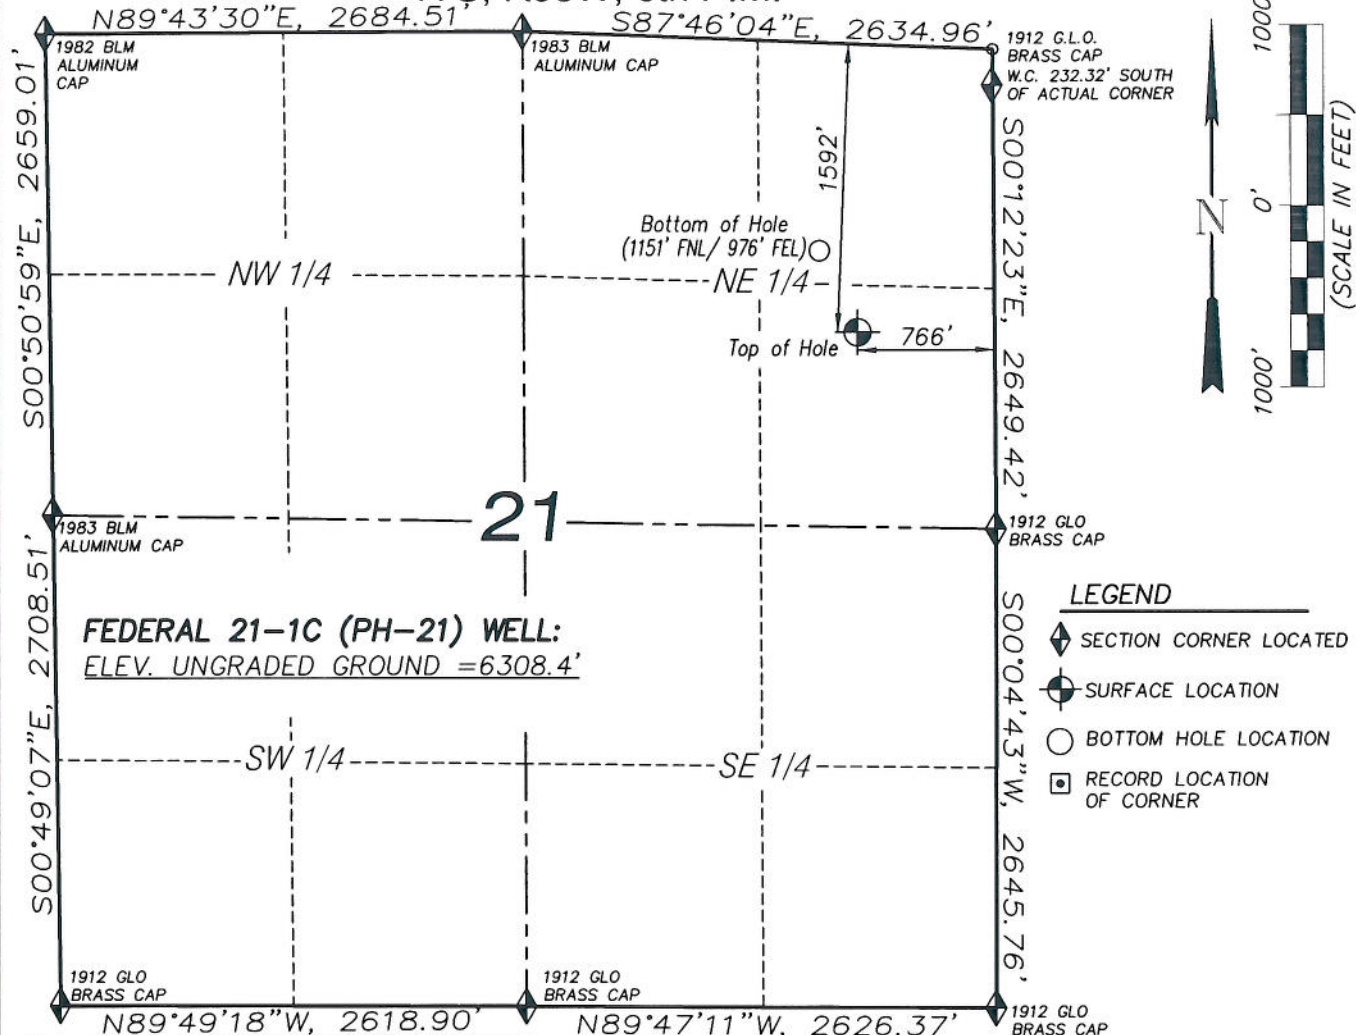 N89°43'30"E, 2684.51'
S87°46'04"E, 2634.96'
1982 BLM
ALUMINUM
CAP
1983 BLM
ALUMINUM CAP
1912 G.L.O.
BRASS CAP
W.C. 232.32' SOUTH
OF ACTUAL CORNER
S00°50'59"E, 2659.01'
1592'
S00°12'23"E, 2649.42'
Bottom of Hole
(1151' FNL/ 976' FEL)
NW 1/4
NE 1/4
Top of Hole
766'
N
1000'
0'
1000'
(SCALE IN FEET)
21
1983 BLM
ALUMINUM CAP
1912 GLO
BRASS CAP
S00°49'07"E, 2708.51'
FEDERAL 21-1C (PH-21) WELL:
ELEV. UNGRADED GROUND =6308.4'
S00°04'43"W, 2645.76'
LEGEND
SECTION CORNER LOCATED
SURFACE LOCATION
BOTTOM HOLE LOCATION
RECORD LOCATION
OF CORNER
SW 1/4
SE 1/4
1912 GLO
BRASS CAP
1912 GLO
BRASS CAP
1912 GLO
BRASS CAP
N89°49'18"W, 2618.90'
N89°47'11"W, 2626.37'